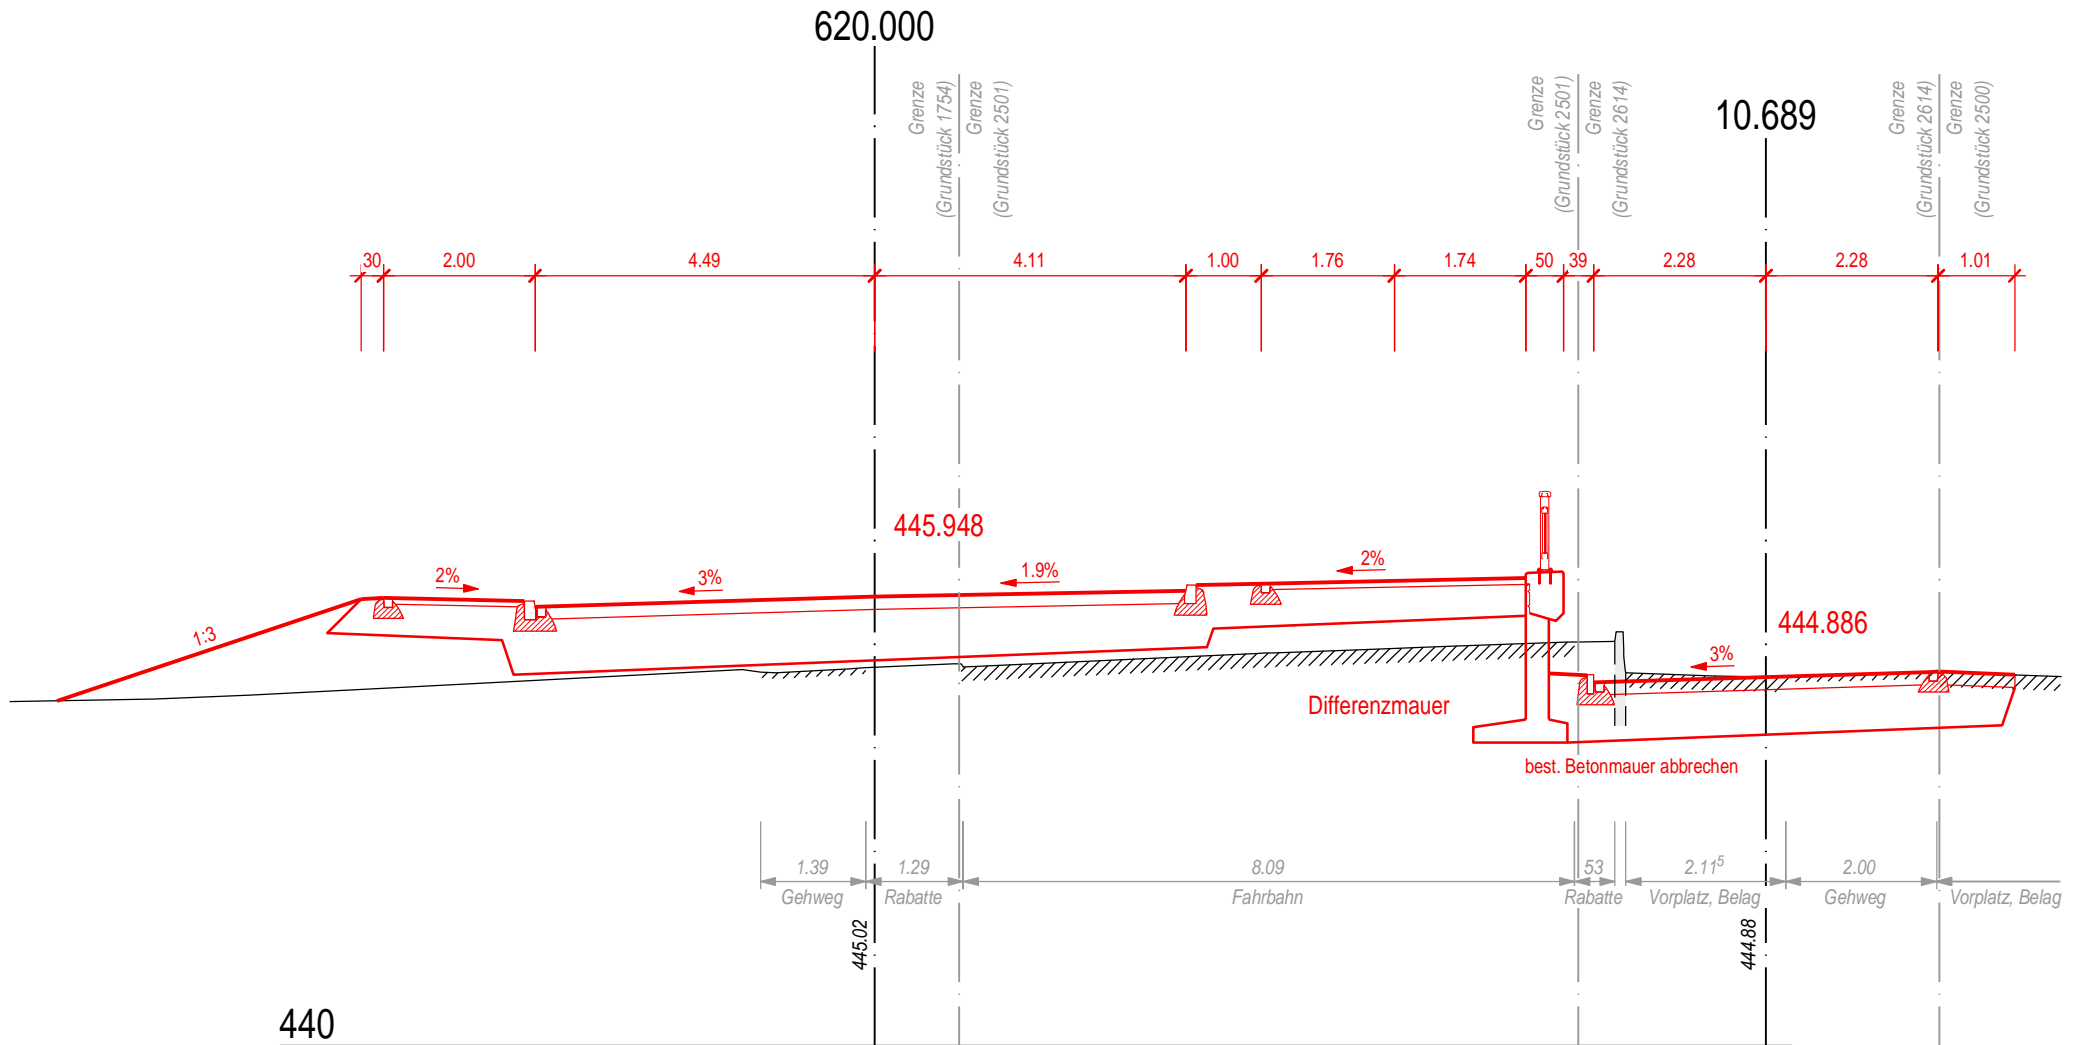 620.000
Grenze
(Grundstück 1754)
Grenze
(Grundstück 2501)
Grenze
(Grundstück 2501)
Grenze
(Grundstück 2614)
10.689
Grenze
(Grundstück 2614)
Grenze
(Grundstück 2500)
30 2.00 4.49 4.11 1.00 1.76 1.74 50 39 2.28 2.28 1.01
445.948
2% 3% 1.9% 2%
1:3
444.886
3%
Differenzmauer
best. Betonmauer abbrechen
1.39 1.29 8.09 53 2.11⁵ 2.00
Gehweg Rabatte Fahrbahn Rabatte Vorplatz, Belag Gehweg Vorplatz, Belag
445.02
444.88
440